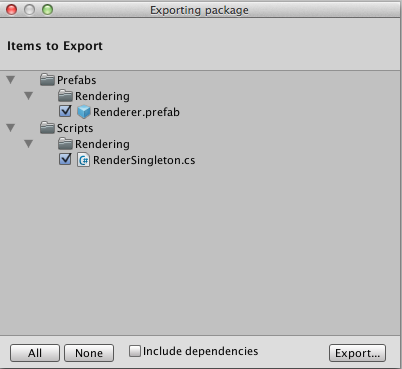 Exporting package
Items to Export
Prefabs
Rendering
Renderer.prefab
Scripts
Rendering
C# RenderSingleton.cs
All None Include dependencies Export...